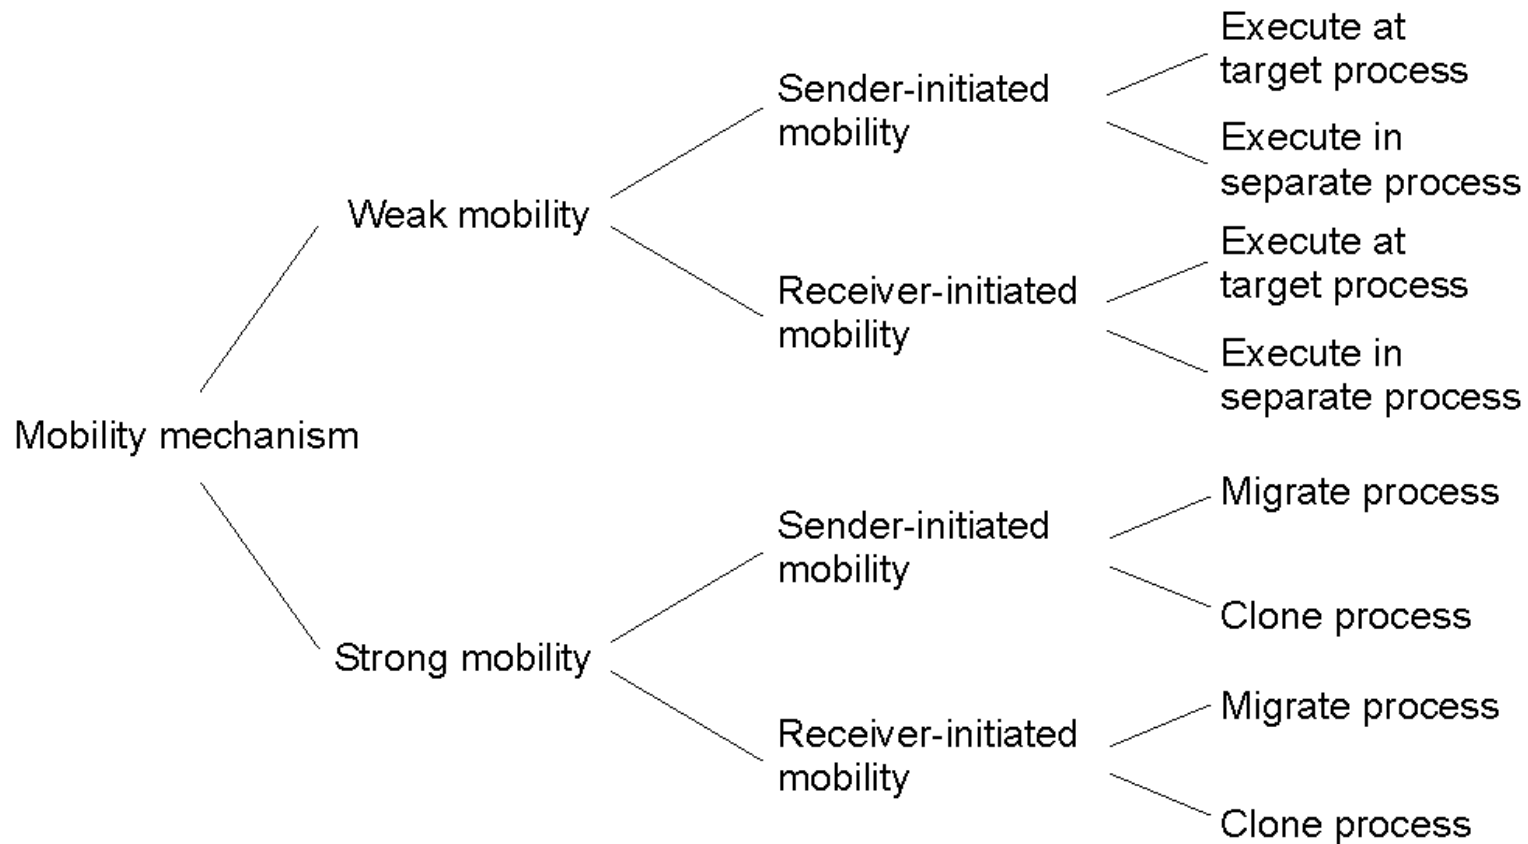 Execute at
target process
Sender-initiated
mobility
Execute in
separate process
Weak mobility
Execute at
target process
Receiver-initiated
mobility
Execute in
separate process
Mobility mechanism
Migrate process
Sender-initiated
mobility
Clone process
Strong mobility
Migrate process
Receiver-initiated
mobility
Clone process